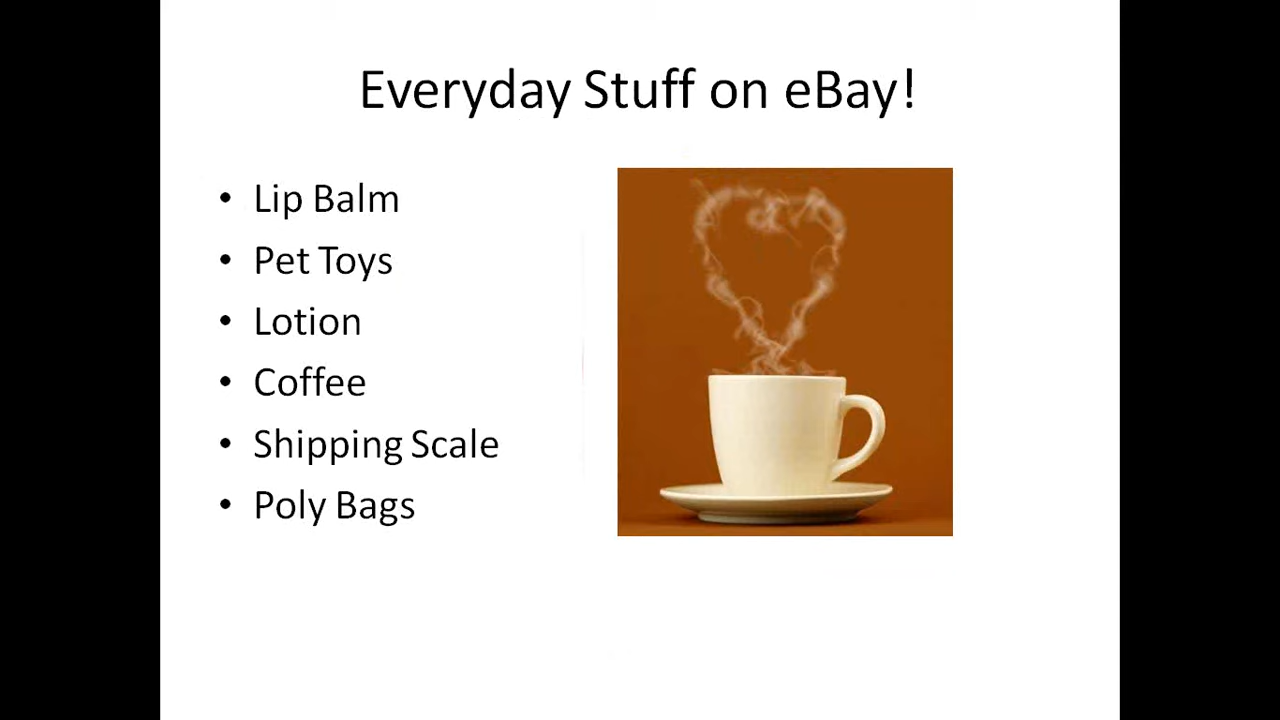 Everyday Stuff on eBay!
• Lip Balm
• Pet Toys
• Lotion
• Coffee
• Shipping Scale
• Poly Bags